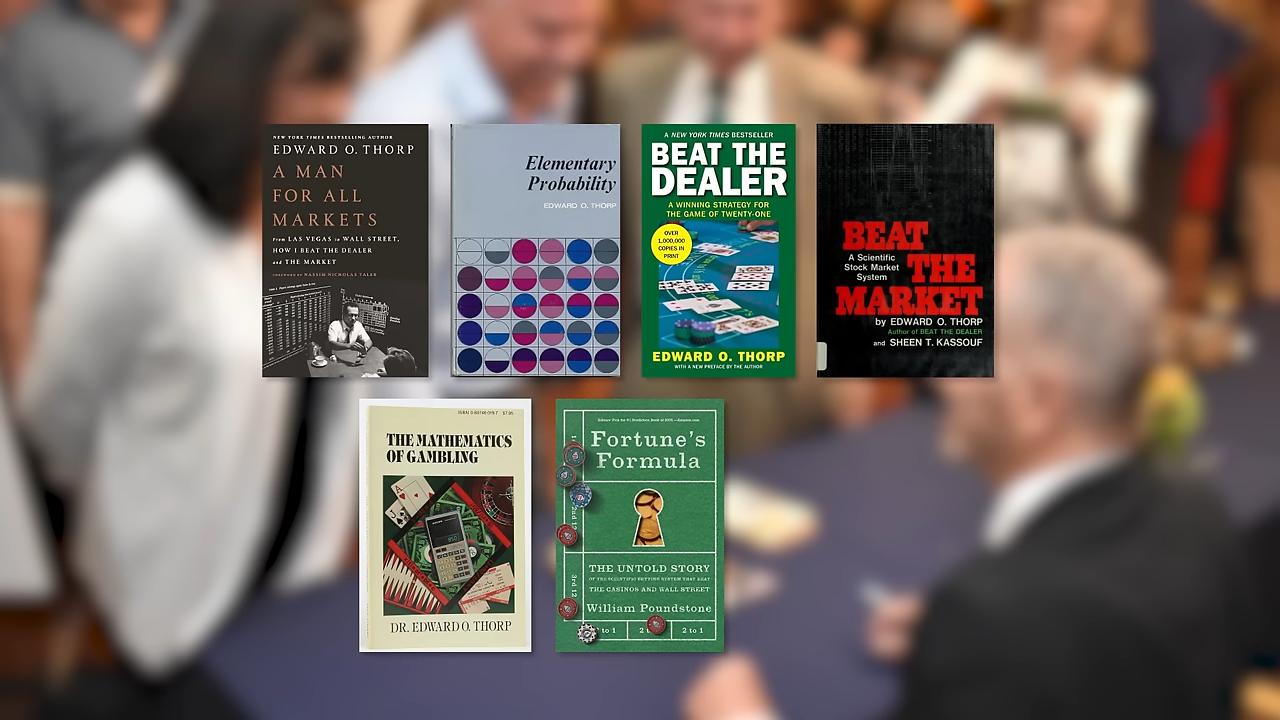 NEW YORK TIMES BESTSELLING AUTHOR
EDWARD O. THORP
A MAN
FOR ALL
MARKETS
From LAS VEGAS to WALL STREET,
HOW I BEAT THE DEALER
and THE MARKET
FOREWORD BY NASSIM NICHOLAS TALEB
Elementary
Probability
EDWARD O. THORP
A NEW YORK TIMES BESTSELLER
BEAT THE
DEALER
A WINNING STRATEGY FOR
THE GAME OF TWENTY-ONE
OVER
1,000,000
COPIES IN
PRINT
EDWARD O. THORP
WITH A NEW PREFACE BY THE AUTHOR
BEAT
A Scientific
Stock Market
System
THE
MARKET
by EDWARD O. THORP
Author of BEAT THE DEALER
and SHEEN T. KASSOUF
THE MATHEMATICS
OF GAMBLING
DR. EDWARD O. THORP
Fortune's
Formula
2nd 12
3rd 12
THE UNTOLD STORY
OF THE SCIENTIFIC BETTING SYSTEM THAT BEAT
THE CASINOS AND WALL STREET
William Poundstone
to 1
2 to 1